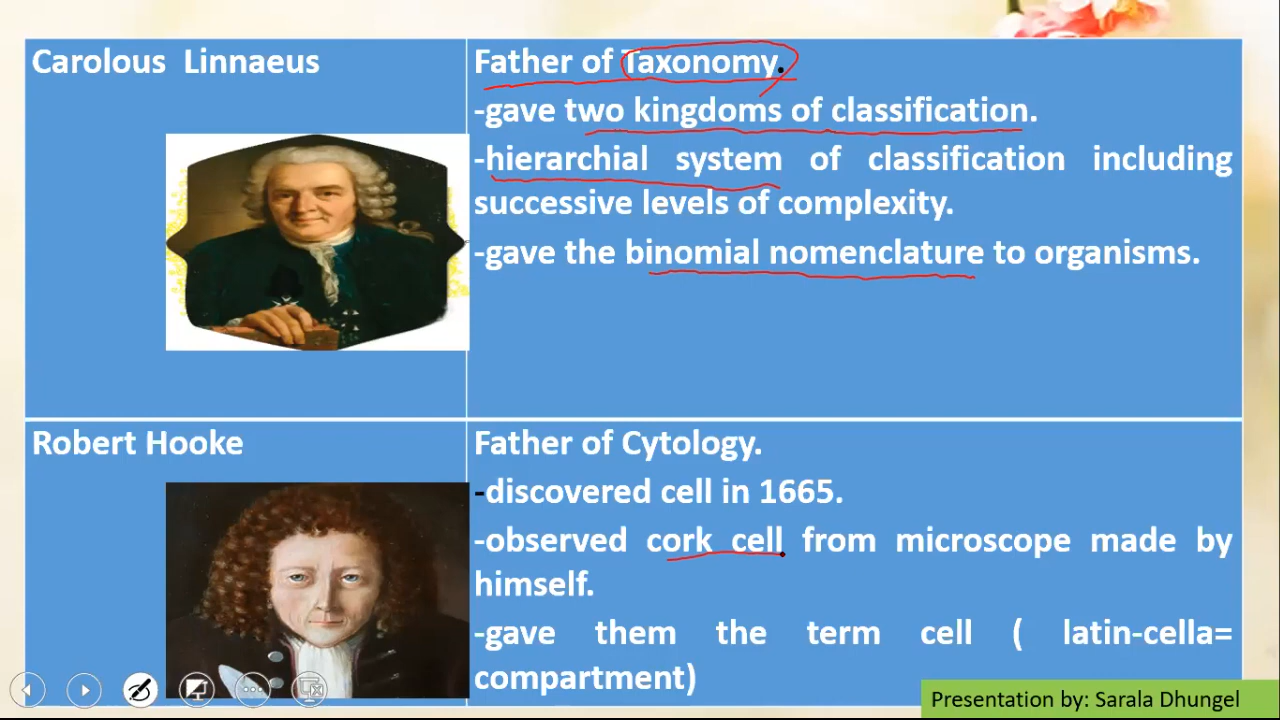 Carolous Linnaeus
Father of Taxonomy.
-gave two kingdoms of classification.
-hierarchial system of classification including
successive levels of complexity.
-gave the binomial nomenclature to organisms.
Robert Hooke
Father of Cytology.
-discovered cell in 1665.
-observed cork cell from microscope made by
himself.
-gave them the term cell ( latin-cella=
compartment)
Presentation by: Sarala Dhungel